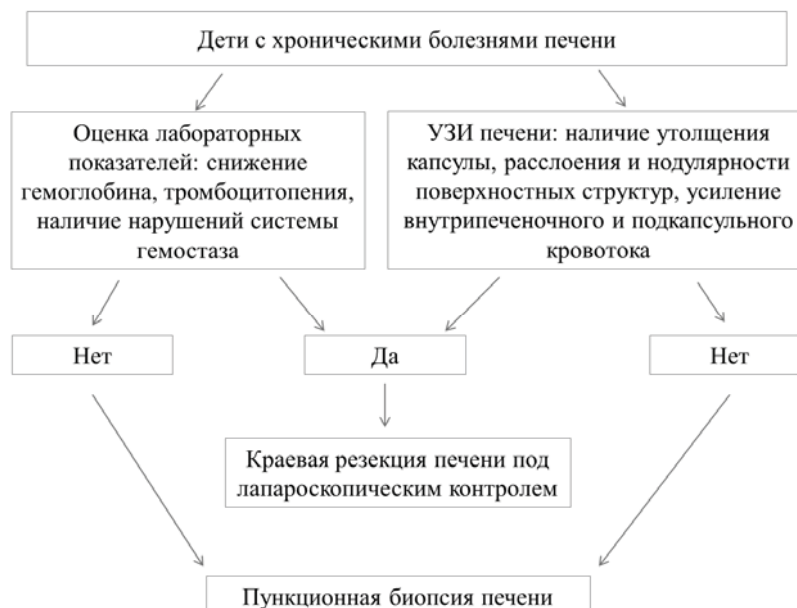 Дети с хроническими болезнями печени
Оценка лабораторных
показателей: снижение
гемоглобина, тромбоцитопения,
наличие нарушений системы
гемостаза
УЗИ печени: наличие утолщения
капсулы, расслоения и нодулярности
поверхностных структур, усиление
внутрипеченочного и подкапсульного
кровотока
Нет
Да
Нет
Краевая резекция печени под
лапароскопическим контролем
Пункционная биопсия печени